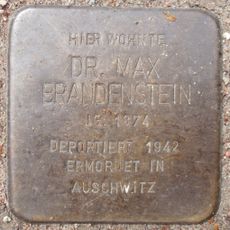 HIER WOHNTE
DR. MAX
BRANDENSTEIN
JG. 1874
DEPORTIERT 1942
ERMORDET IN
AUSCHWITZ